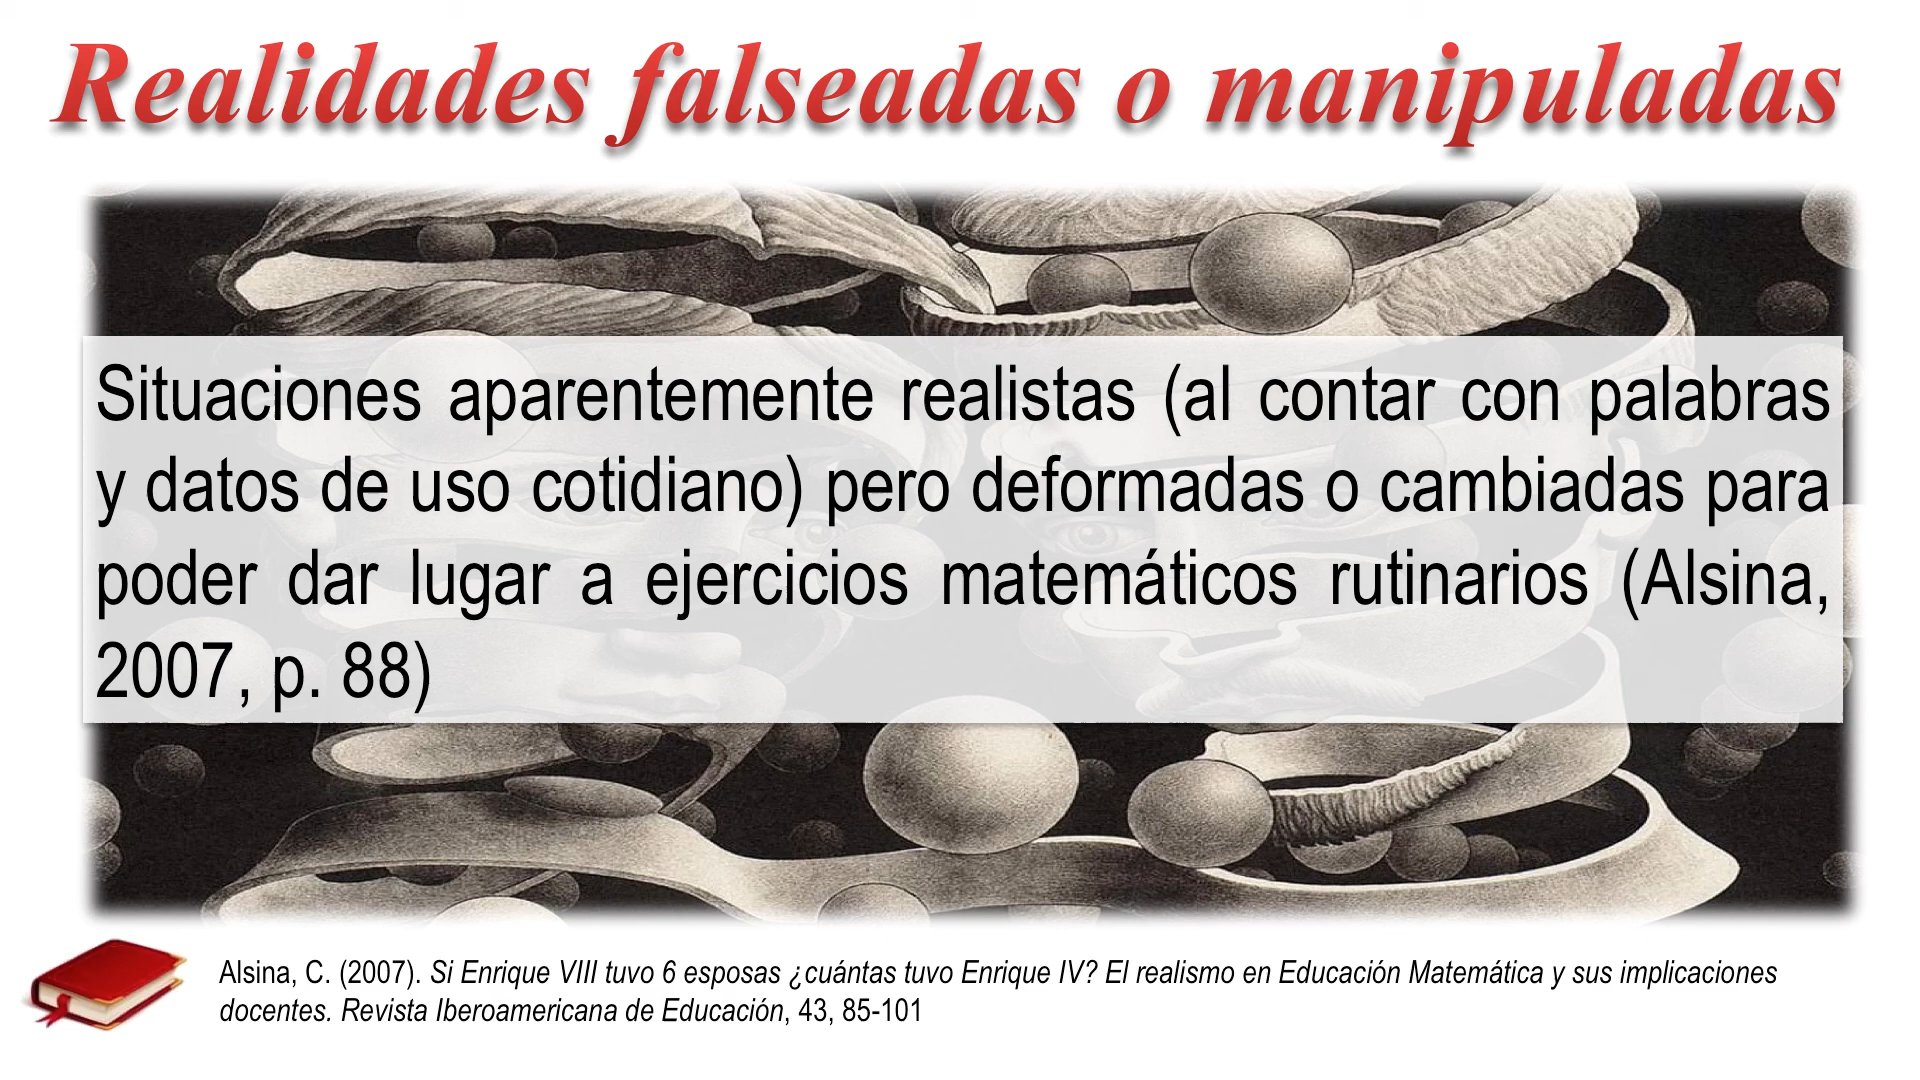 Realidades falseadas o manipuladas
Situaciones aparentemente realistas (al contar con palabras
y datos de uso cotidiano) pero deformadas o cambiadas para
poder dar lugar a ejercicios matemáticos rutinarios (Alsina,
2007, p. 88)
Alsina, C. (2007). Si Enrique VIII tuvo 6 esposas ¿cuántas tuvo Enrique IV? El realismo en Educación Matemática y sus implicaciones
docentes. Revista Iberoamericana de Educación, 43, 85-101